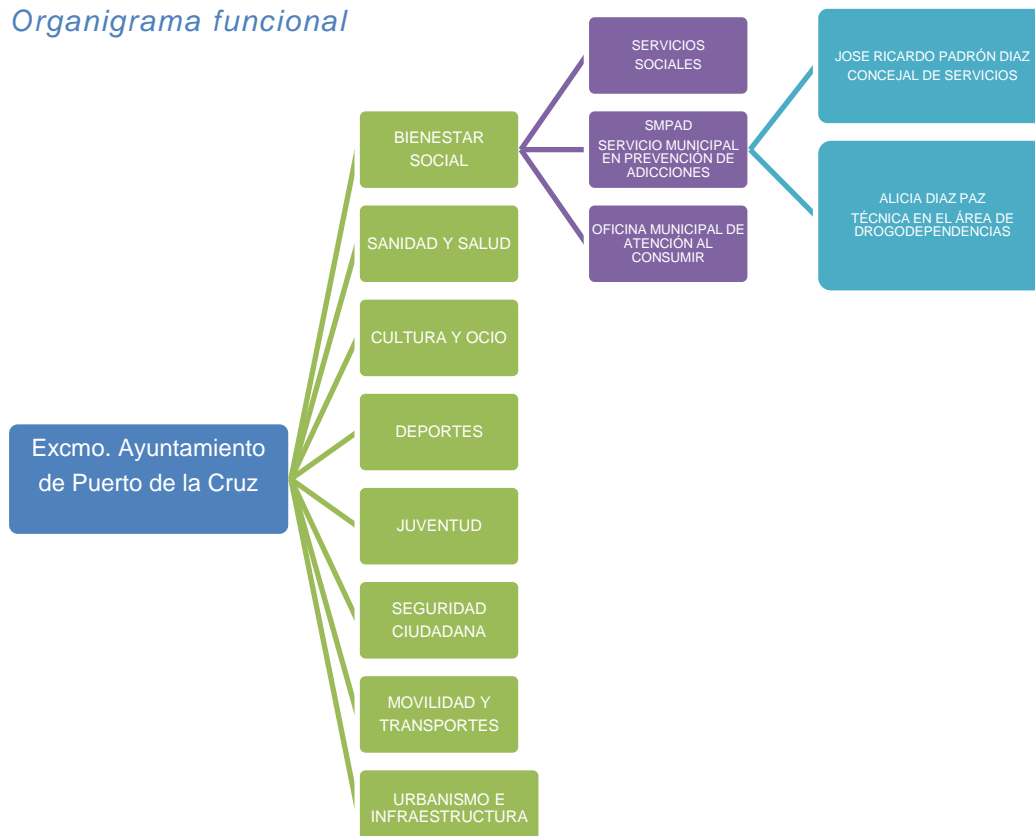 Organigrama funcional
SERVICIOS
SOCIALES
JOSE RICARDO PADRÓN DIAZ
CONCEJAL DE SERVICIOS
BIENESTAR
SOCIAL
SMPAD
SERVICIO MUNICIPAL
EN PREVENCIÓN DE
ADICCIONES
ALICIA DIAZ PAZ
TÉCNICA EN EL ÁREA DE
DROGODEPENDENCIAS
OFICINA MUNICIPAL DE
ATENCIÓN AL
CONSUMIR
SANIDAD Y SALUD
CULTURA Y OCIO
DEPORTES
Excmo. Ayuntamiento
de Puerto de la Cruz
JUVENTUD
SEGURIDAD
CIUDADANA
MOVILIDAD Y
TRANSPORTES
URBANISMO E
INFRAESTRUCTURA